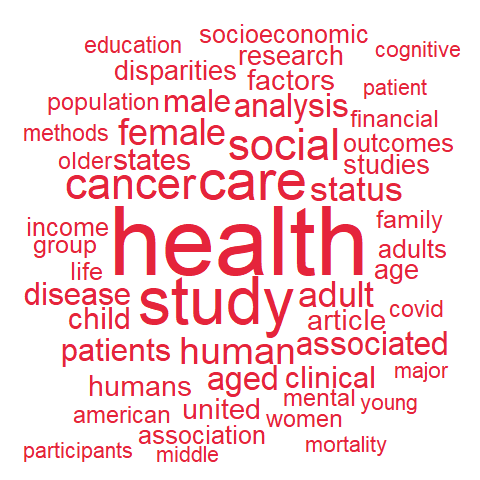 education socioeconomic
research cognitive
disparities factors patient
population male analysis
methods female social financial
outcomes
older states studies
cancer care status
income health family
group adults
life age
disease study adult covid
child article
patients human associated
humans aged clinical major
mental young
american united women
association
participants middle mortality